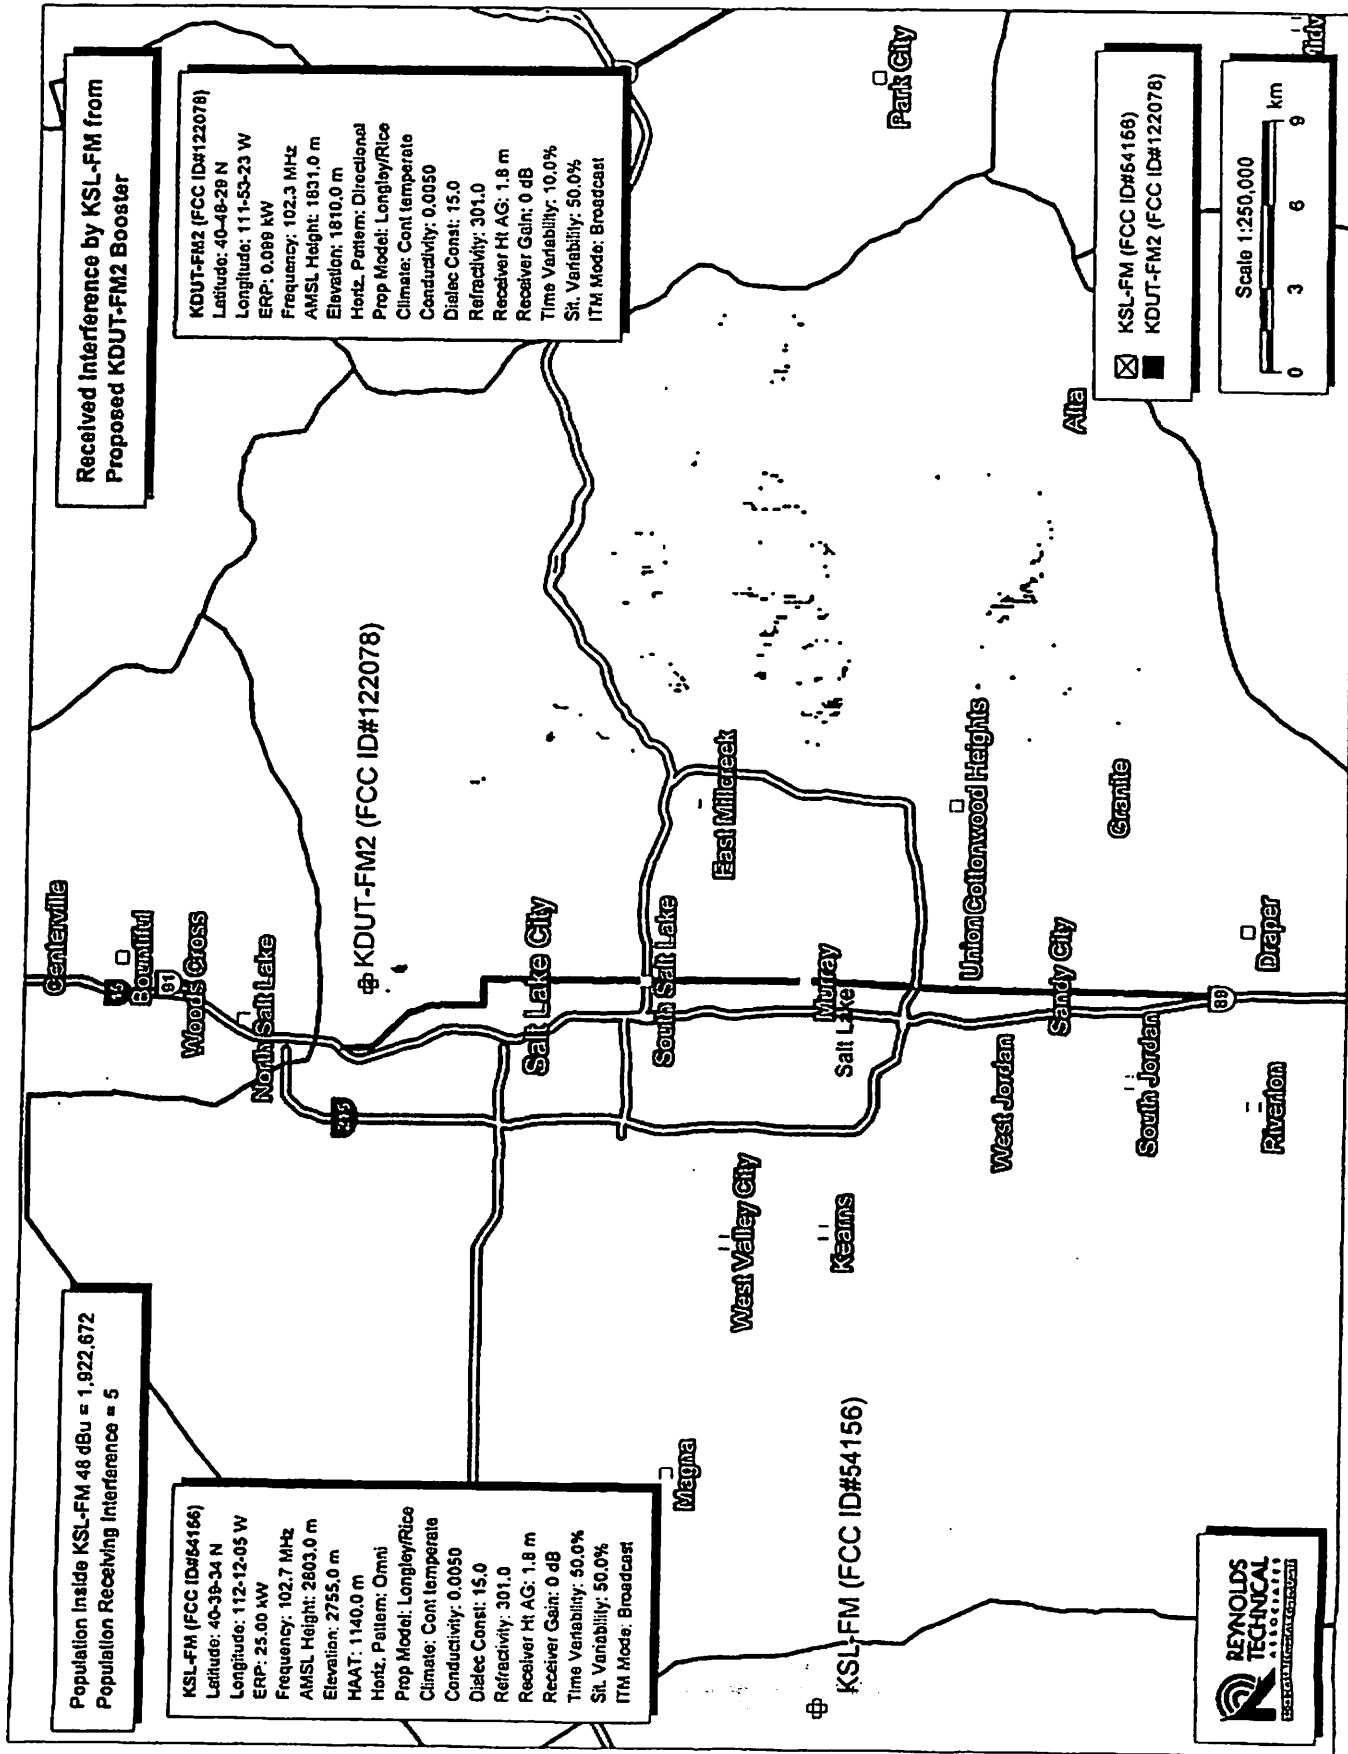 Population Inside KSL-FM 48 dBu = 1,922,672
Population Receiving Interference = 5
Received Interference by KSL-FM from
Proposed KDUT-FM2 Booster
KSL-FM (FCC ID#54156)
Latitude: 40-39-34 N
Longitude: 112-12-05 W
ERP: 25.00 kW
Frequency: 102.7 MHz
AMSL Height: 2803.0 m
Elevation: 2755.0 m
HAAT: 1140.0 m
Horiz. Pattern: Omni
Prop Model: Longley/Rice
Climate: Cont temperate
Conductivity: 0.0050
Dielec Const: 15.0
Refractivity: 301.0
Receiver Ht AG: 1.8 m
Receiver Gain: 0 dB
Time Variability: 50.0%
Sit. Variability: 50.0%
ITM Mode: Broadcast
KDUT-FM2 (FCC ID#122078)
Latitude: 40-48-29 N
Longitude: 111-53-23 W
ERP: 0.099 kW
Frequency: 102.3 MHz
AMSL Height: 1831.0 m
Elevation: 1810.0 m
Horiz. Pattern: Directional
Prop Model: Longley/Rice
Climate: Cont temperate
Conductivity: 0.0050
Dielec Const: 15.0
Refractivity: 301.0
Receiver Ht AG: 1.8 m
Receiver Gain: 0 dB
Time Variability: 10.0%
Sit. Variability: 50.0%
ITM Mode: Broadcast
Centerville
Bountiful
91
Woods Cross
North Salt Lake
215
KDUT-FM2 (FCC ID#122078)
Salt Lake City
South Salt Lake
East Millcreek
Magna
West Valley City
Kearns
Murray
Salt Lake
KSL-FM (FCC ID#54156)
Park City
Union Cottonwood Heights
West Jordan
Sandy City
Alta
Granite
South Jordan
89
Riverton
Draper
KSL-FM (FCC ID#54156)
KDUT-FM2 (FCC ID#122078)
Scale 1:250,000
0 3 6 9 km
REYNOLDS
TECHNICAL
ASSOCIATES